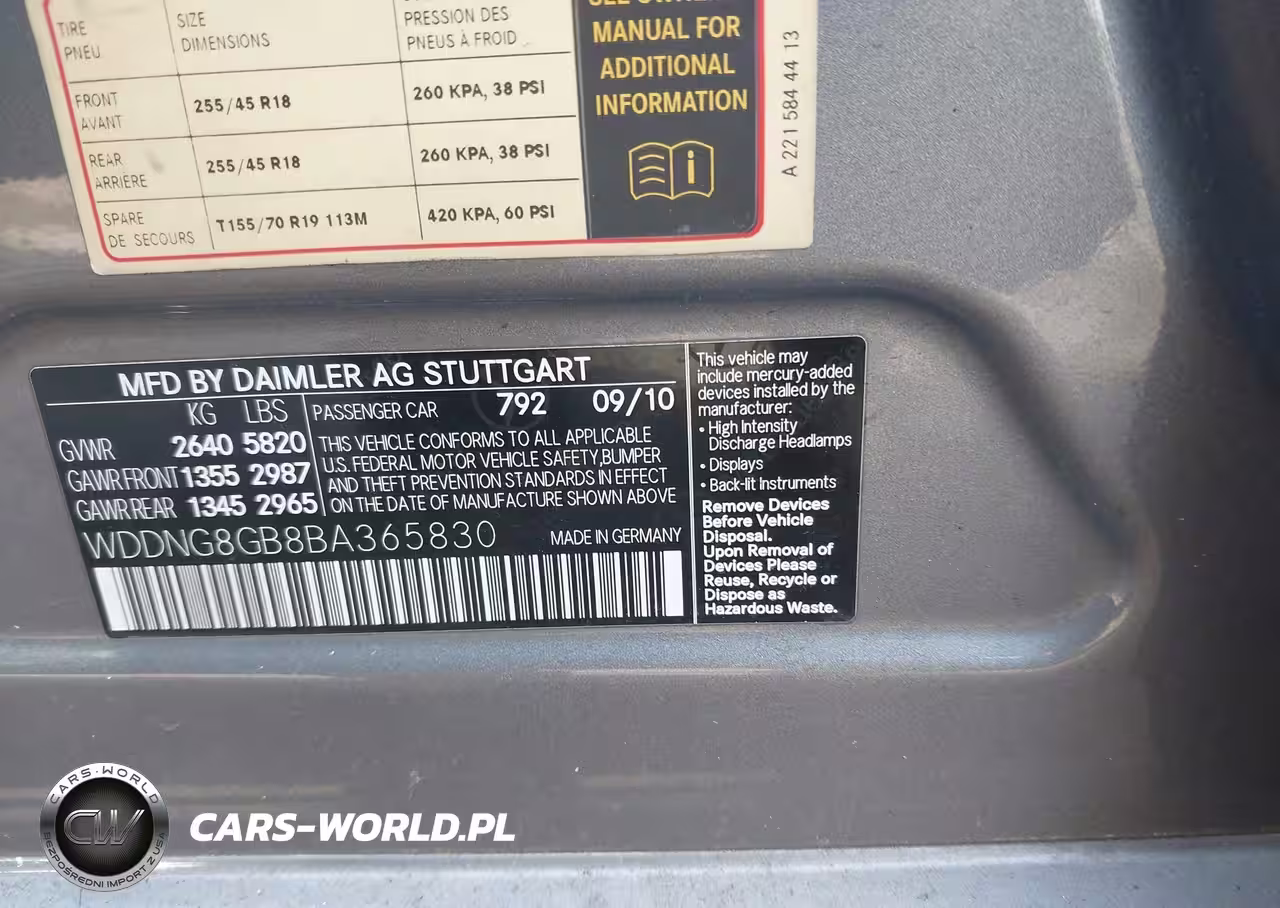 TIRE
PNEU
SIZE
DIMENSIONS
PRESSION DES
PNEUS À FROID
FRONT
AVANT
255/45 R18
260 KPA, 38 PSI
REAR
ARRIÈRE
255/45 R18
260 KPA, 38 PSI
SPARE
DE SECOURS
T155/70 R19 113M
420 KPA, 60 PSI
MANUAL FOR
ADDITIONAL
INFORMATION
A 221 584 44 13
MFD BY DAIMLER AG STUTTGART
KG LBS
GVWR 2640 5820
GAWR FRONT 1355 2987
GAWR REAR 1345 2965
PASSENGER CAR 792 09/10
THIS VEHICLE CONFORMS TO ALL APPLICABLE
U.S. FEDERAL MOTOR VEHICLE SAFETY,BUMPER
AND THEFT PREVENTION STANDARDS IN EFFECT
ON THE DATE OF MANUFACTURE SHOWN ABOVE
WDDNG8GB8BA365830
MADE IN GERMANY
This vehicle may
include mercury-added
devices installed by the
manufacturer:
• High Intensity
Discharge Headlamps
• Displays
• Back-lit Instruments
Remove Devices
Before Vehicle
Disposal.
Upon Removal of
Devices Please
Reuse, Recycle or
Dispose as
Hazardous Waste.
CARS-WORLD
CW
BEZPOŚREDNI IMPORT Z USA
CARS-WORLD.PL